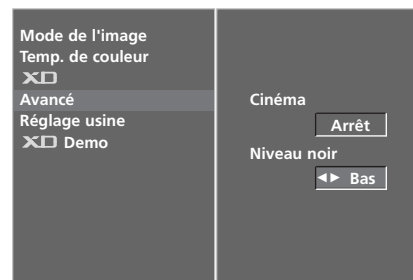 Mode de l'image
Temp. de couleur
XD
Avancé
Réglage usine
XD Demo
Cinéma
Arrêt
Niveau noir
◄► Bas